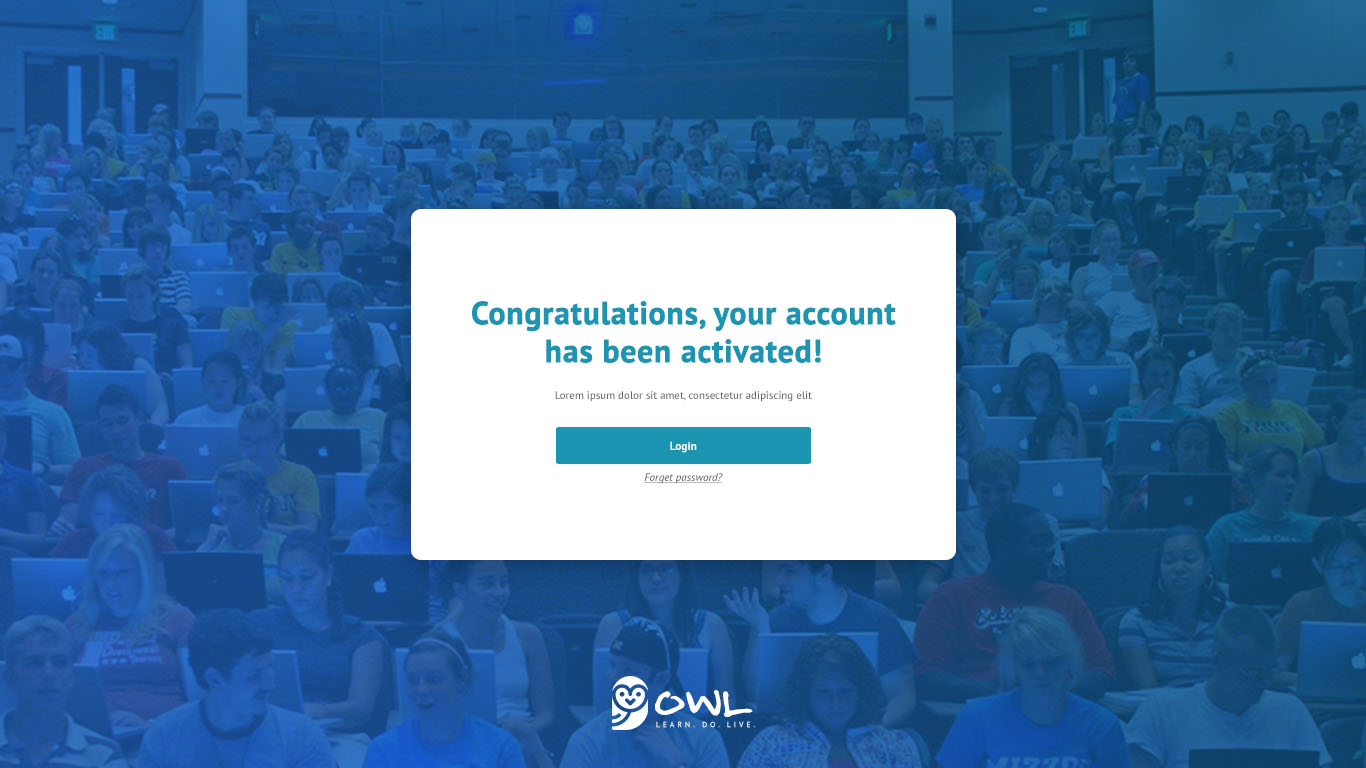 Congratulations, your account
has been activated!
Lorem ipsum dolor sit amet, consectetur adipiscing elit
Login
Forget password?
OWL
LEARN. DO. LIVE.